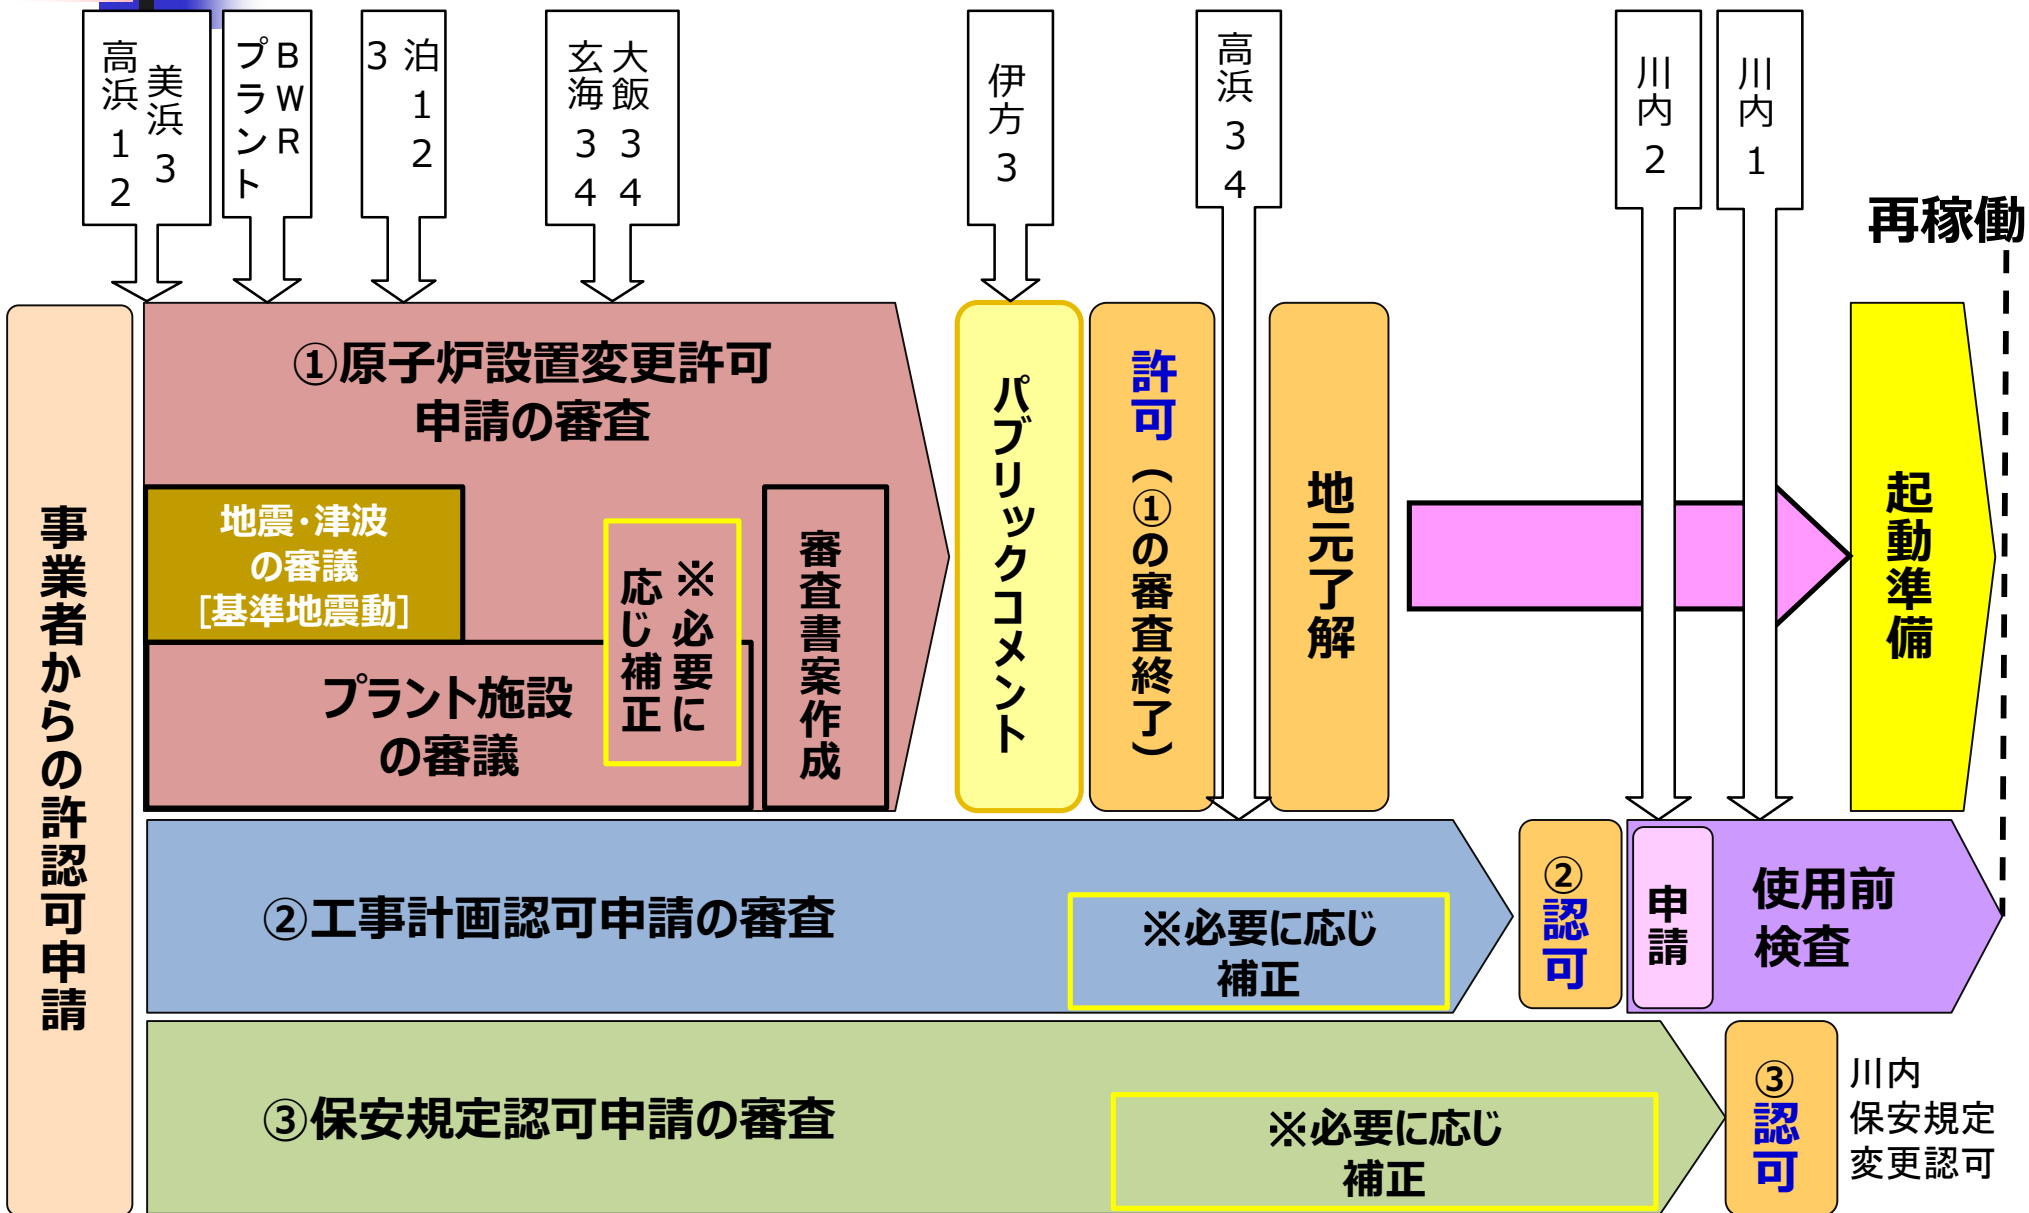 高浜12
美浜3
BWR
プラント
泊12
3
大飯34
玄海34
伊方3
高浜34
川内2
川内1
再稼働
事業者からの許認可申請
①原子炉設置変更許可
申請の審査
地震・津波
の審議
[基準地震動]
プラント施設
の審議
※必要に
応じ補正
審査書案作成
パブリックコメント
許可（①の審査終了）
地元了解
起動準備
②工事計画認可申請の審査
※必要に応じ
補正
②認可
申請
使用前
検査
③保安規定認可申請の審査
※必要に応じ
補正
③認可
川内
保安規定
変更認可